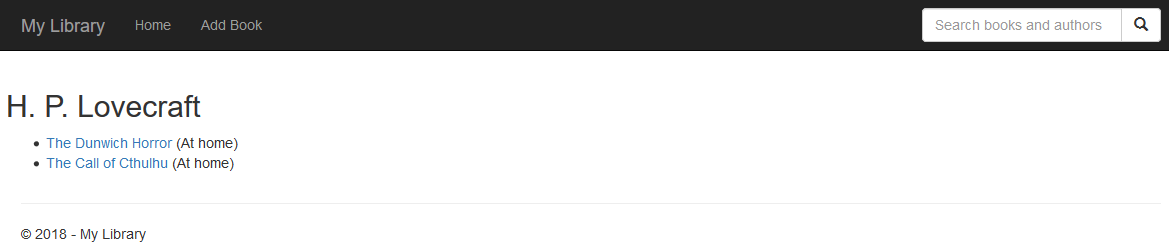 My Library Home Add Book Search books and authors
H. P. Lovecraft
The Dunwich Horror (At home)
The Call of Cthulhu (At home)
© 2018 - My Library